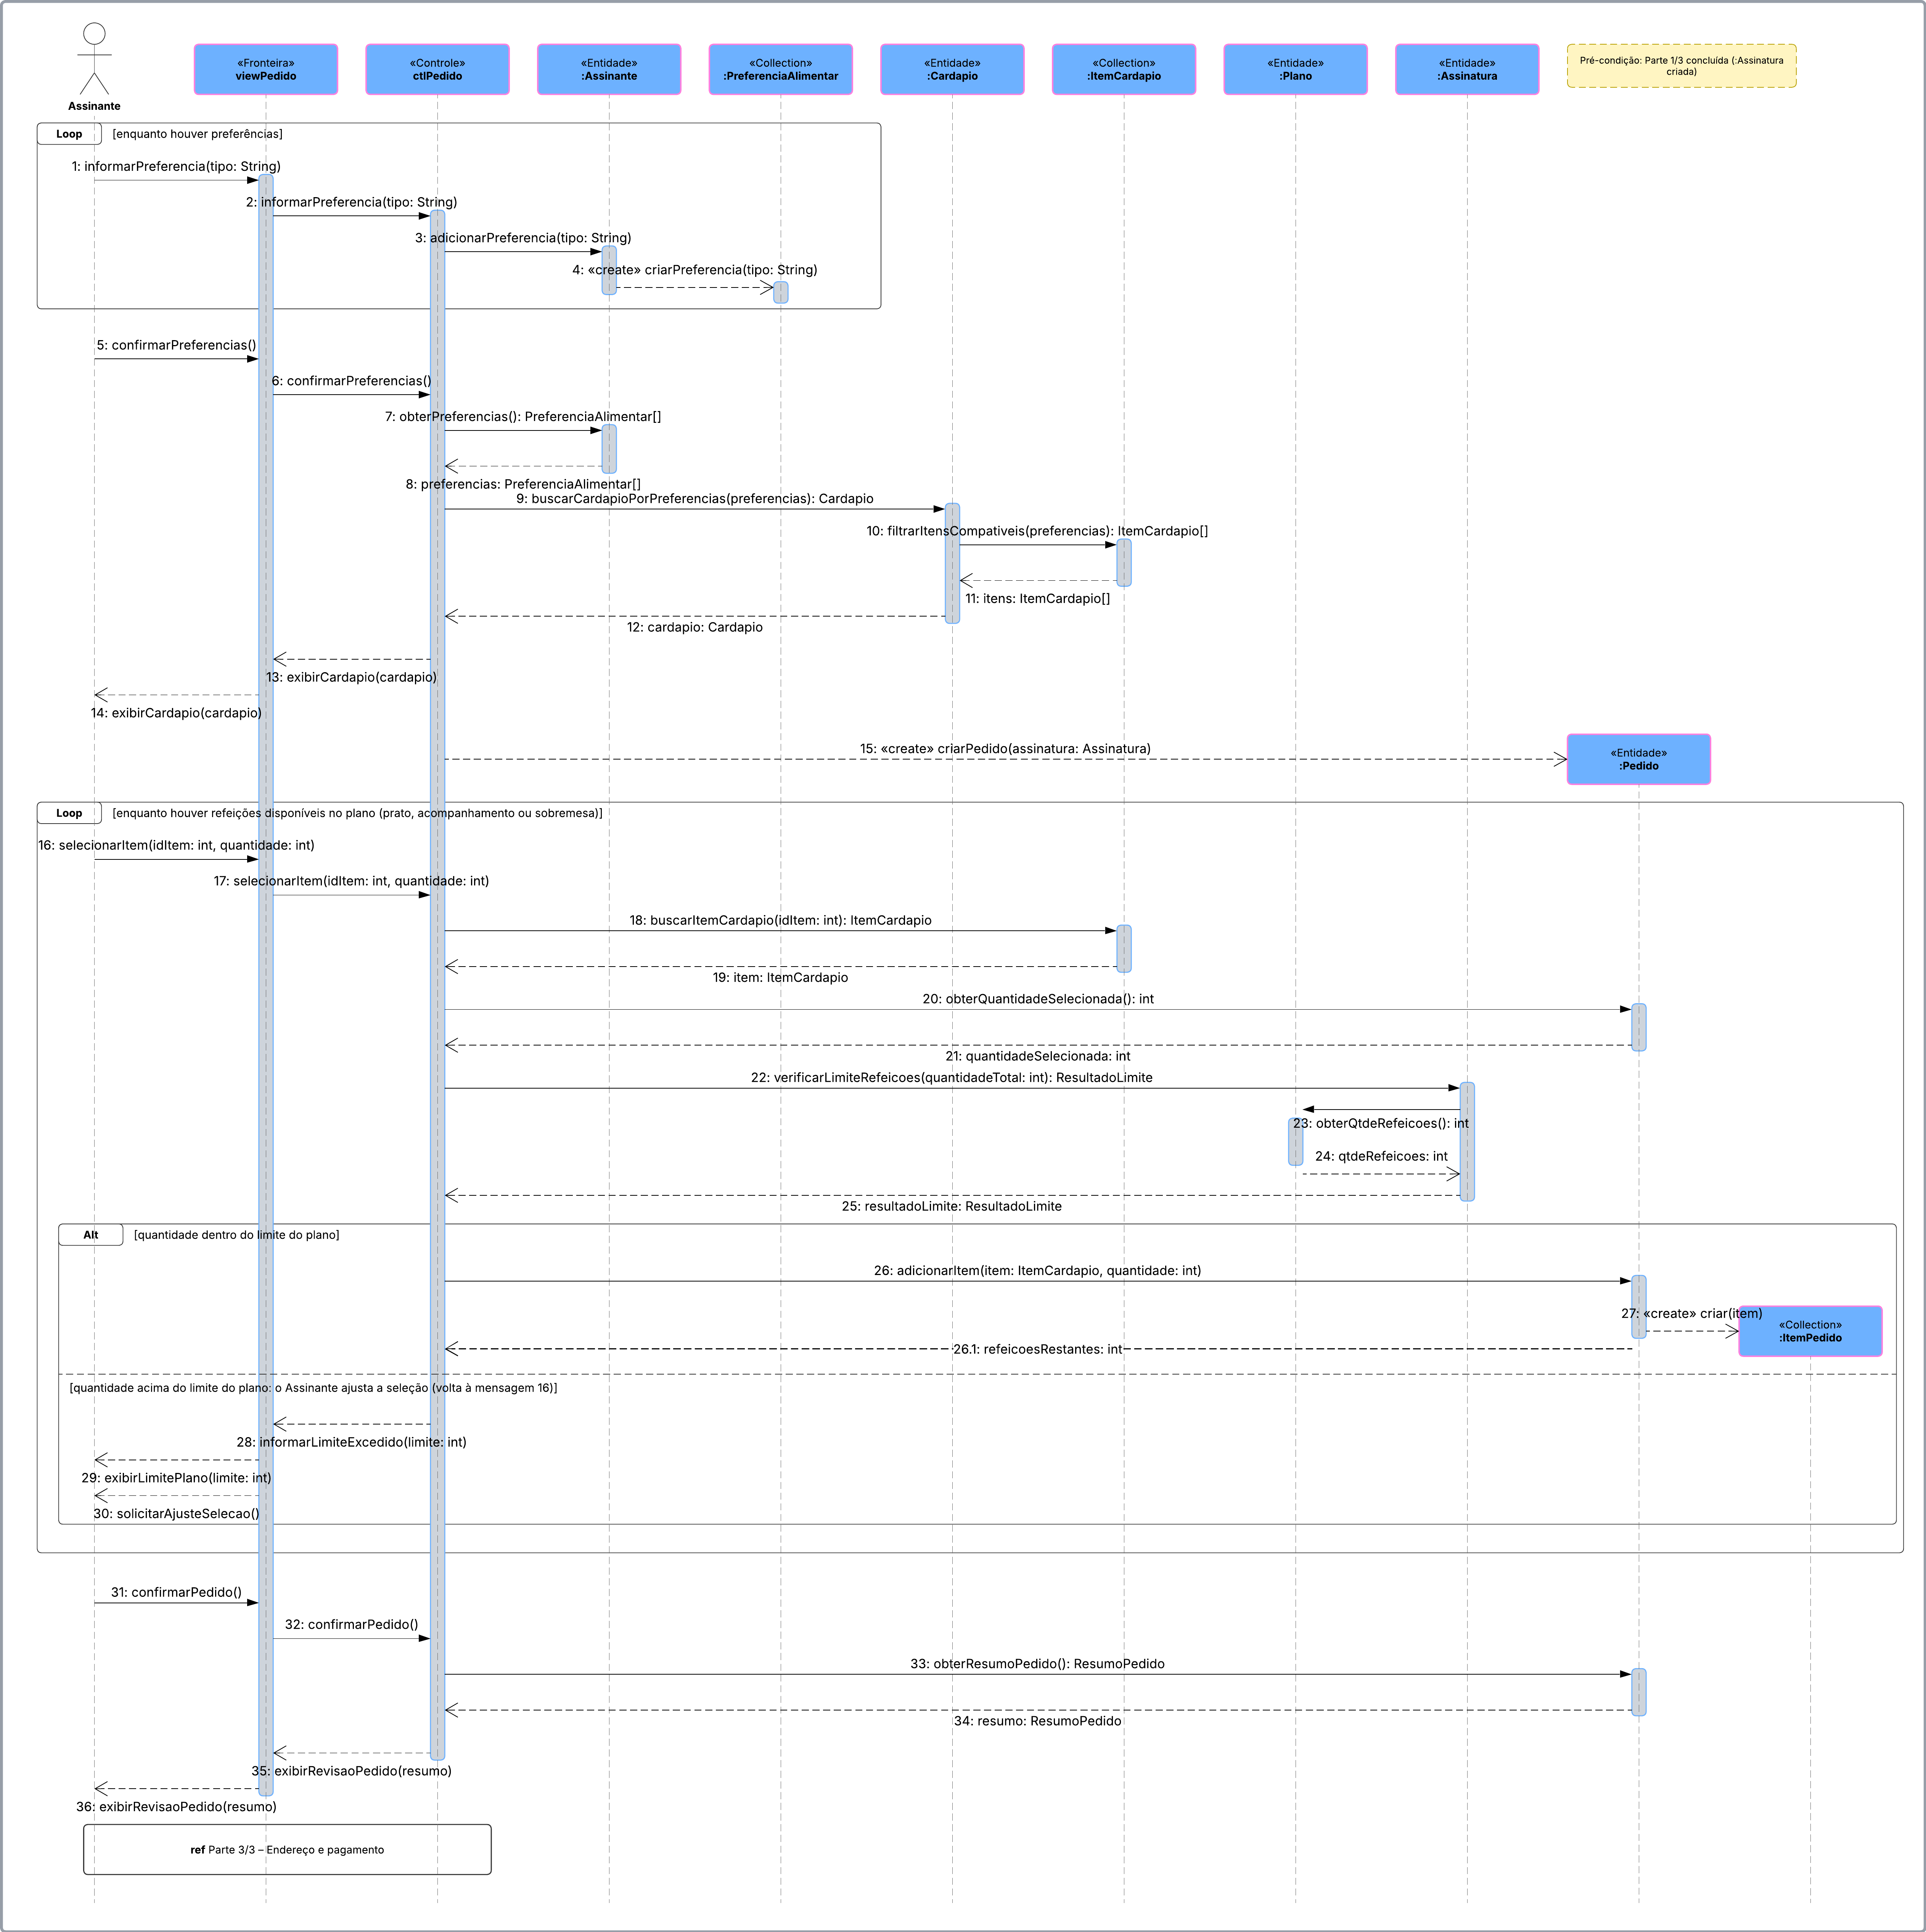 Assinante
«Fronteira»
viewPedido
«Controle»
ctlPedido
«Entidade»
:Assinante
«Collection»
:PreferenciaAlimentar
«Entidade»
:Cardapio
«Collection»
:ItemCardapio
«Entidade»
:Plano
«Entidade»
:Assinatura
Pré-condição: Parte 1/3 concluída (:Assinatura
criada)
Loop [enquanto houver preferências]
1: informarPreferencia(tipo: String)
2: informarPreferencia(tipo: String)
3: adicionarPreferencia(tipo: String)
4: «create» criarPreferencia(tipo: String)
5: confirmarPreferencias()
6: confirmarPreferencias()
7: obterPreferencias(): PreferenciaAlimentar[]
8: preferencias: PreferenciaAlimentar[]
9: buscarCardapioPorPreferencias(preferencias): Cardapio
10: filtrarItensCompativeis(preferencias): ItemCardapio[]
11: itens: ItemCardapio[]
12: cardapio: Cardapio
13: exibirCardapio(cardapio)
14: exibirCardapio(cardapio)
15: «create» criarPedido(assinatura: Assinatura)
«Entidade»
:Pedido
Loop [enquanto houver refeições disponíveis no plano (prato, acompanhamento ou sobremesa)]
16: selecionarItem(idItem: int, quantidade: int)
17: selecionarItem(idItem: int, quantidade: int)
18: buscarItemCardapio(idItem: int): ItemCardapio
19: item: ItemCardapio
20: obterQuantidadeSelecionada(): int
21: quantidadeSelecionada: int
22: verificarLimiteRefeicoes(quantidadeTotal: int): ResultadoLimite
23: obterQtdeRefeicoes(): int
24: qtdeRefeicoes: int
25: resultadoLimite: ResultadoLimite
Alt [quantidade dentro do limite do plano]
26: adicionarItem(item: ItemCardapio, quantidade: int)
27: «create» criar(item)
«Collection»
:ItemPedido
26.1: refeicoesRestantes: int
[quantidade acima do limite do plano: o Assinante ajusta a seleção (volta à mensagem 16)]
28: informarLimiteExcedido(limite: int)
29: exibirLimitePlano(limite: int)
30: solicitarAjusteSelecao()
31: confirmarPedido()
32: confirmarPedido()
33: obterResumoPedido(): ResumoPedido
34: resumo: ResumoPedido
35: exibirRevisaoPedido(resumo)
36: exibirRevisaoPedido(resumo)
ref Parte 3/3 – Endereço e pagamento